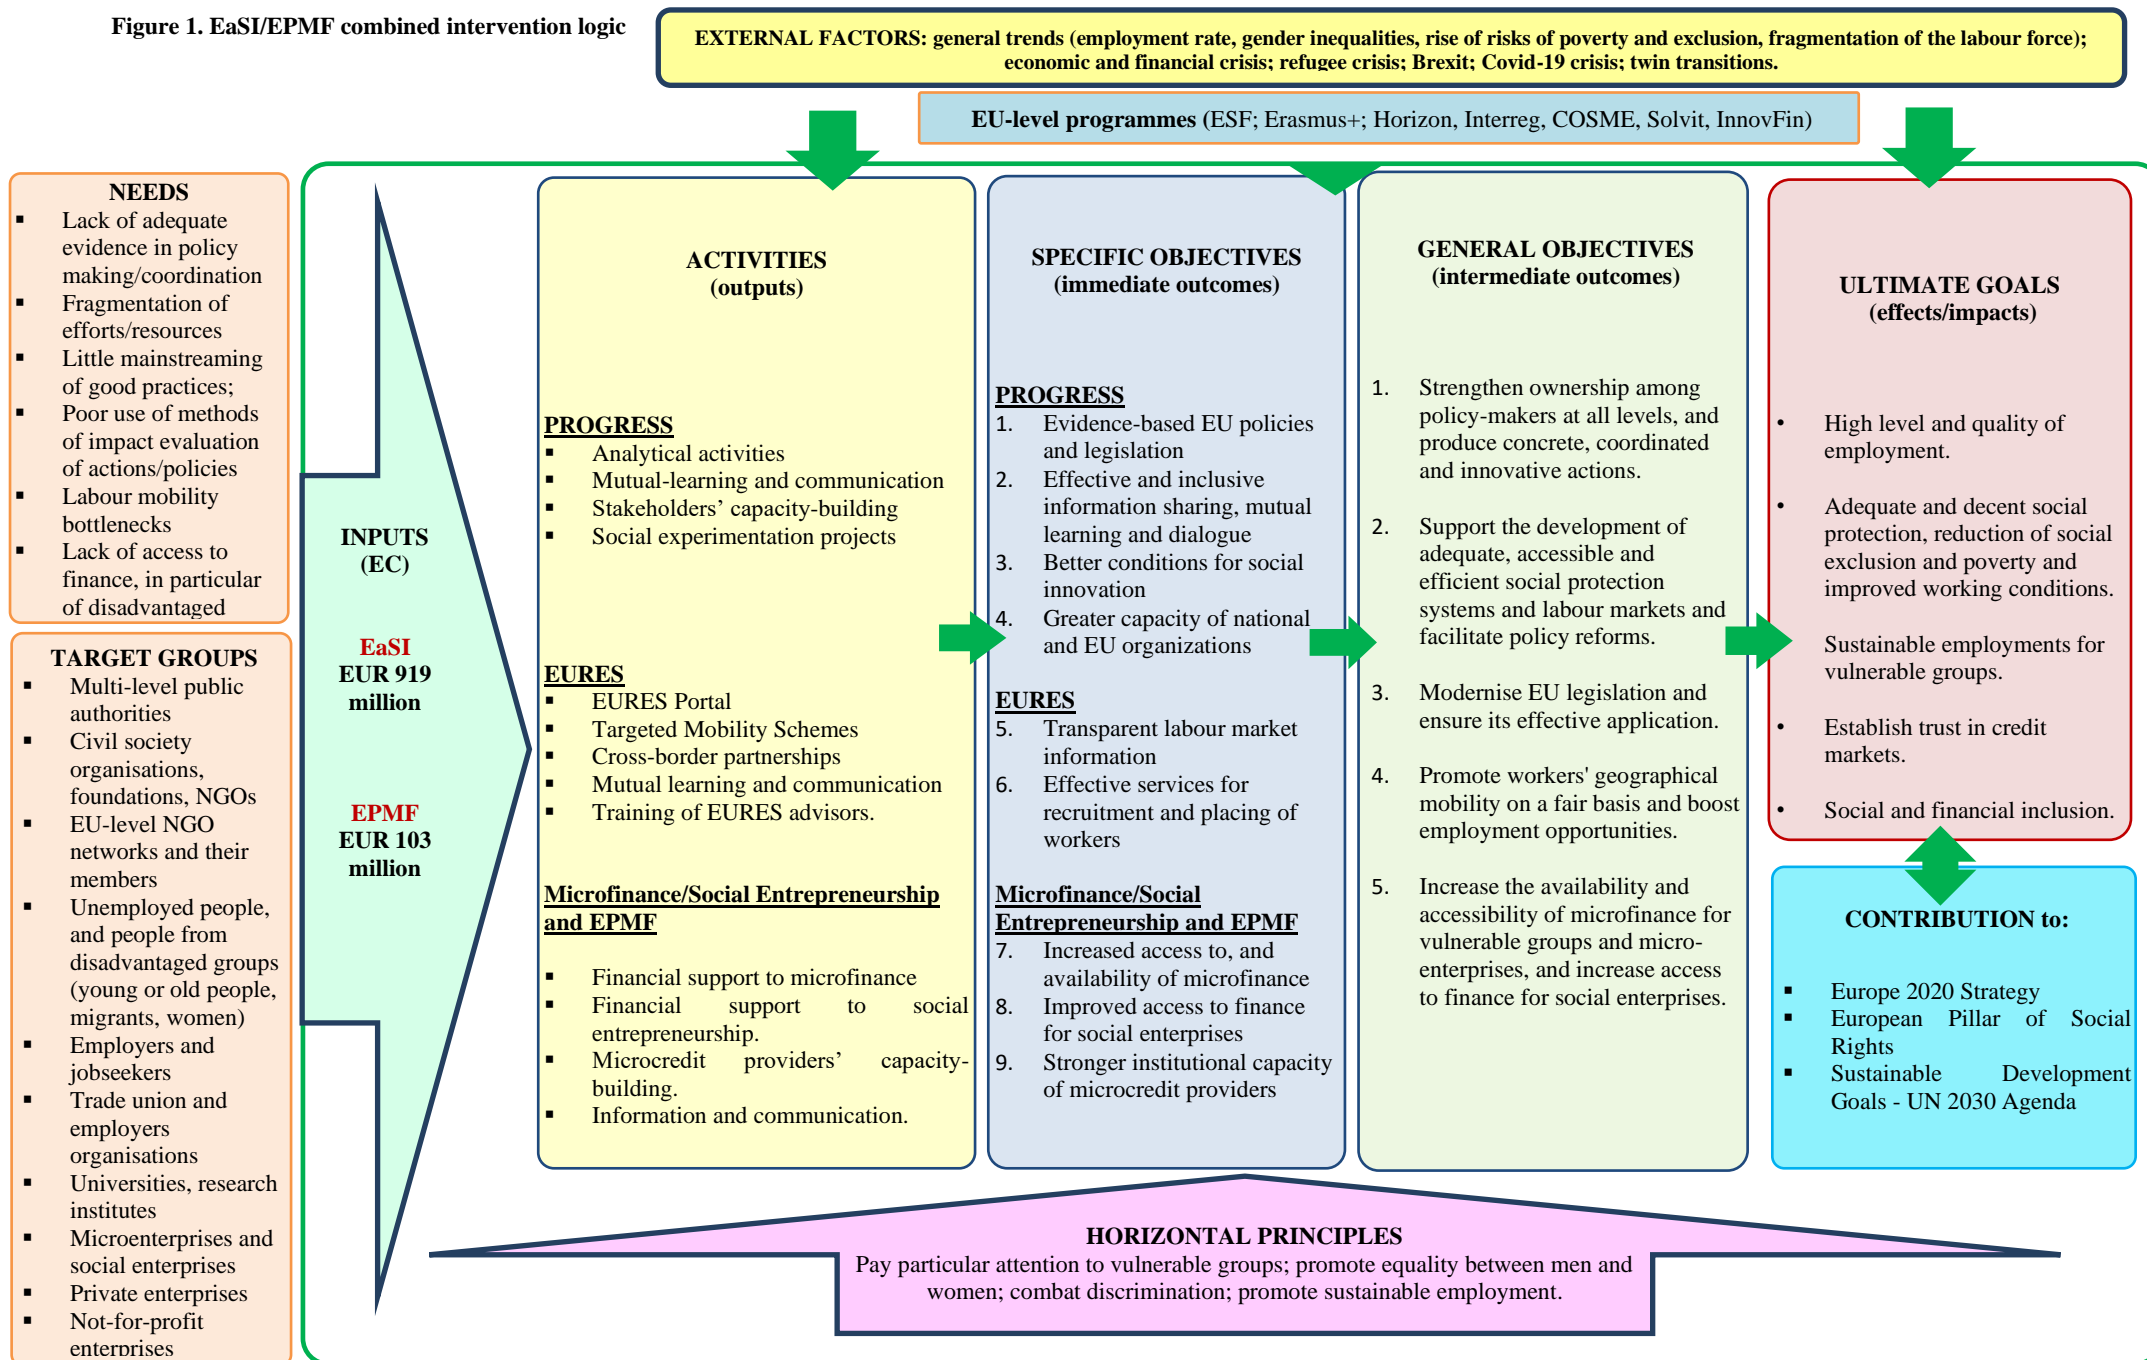 Figure 1. EaSI/EPMF combined intervention logic
EXTERNAL FACTORS: general trends (employment rate, gender inequalities, rise of risks of poverty and exclusion, fragmentation of the labour force);
economic and financial crisis; refugee crisis; Brexit; Covid-19 crisis; twin transitions.
EU-level programmes (ESF; Erasmus+; Horizon, Interreg, COSME, Solvit, InnovFin)
NEEDS
▪ Lack of adequate
evidence in policy
making/coordination
▪ Fragmentation of
efforts/resources
▪ Little mainstreaming
of good practices;
▪ Poor use of methods
of impact evaluation
of actions/policies
▪ Labour mobility
bottlenecks
▪ Lack of access to
finance, in particular
of disadvantaged
TARGET GROUPS
▪ Multi-level public
authorities
▪ Civil society
organisations,
foundations, NGOs
▪ EU-level NGO
networks and their
members
▪ Unemployed people,
and people from
disadvantaged groups
(young or old people,
migrants, women)
▪ Employers and
jobseekers
▪ Trade union and
employers
organisations
▪ Universities, research
institutes
▪ Microenterprises and
social enterprises
▪ Private enterprises
▪ Not-for-profit
enterprises
INPUTS
(EC)
EaSI
EUR 919
million
EPMF
EUR 103
million
ACTIVITIES
(outputs)
PROGRESS
▪ Analytical activities
▪ Mutual-learning and communication
▪ Stakeholders’ capacity-building
▪ Social experimentation projects
EURES
▪ EURES Portal
▪ Targeted Mobility Schemes
▪ Cross-border partnerships
▪ Mutual learning and communication
▪ Training of EURES advisors.
Microfinance/Social Entrepreneurship
and EPMF
▪ Financial support to microfinance
▪ Financial support to social
entrepreneurship.
▪ Microcredit providers’ capacity-
building.
▪ Information and communication.
SPECIFIC OBJECTIVES
(immediate outcomes)
PROGRESS
1. Evidence-based EU policies
and legislation
2. Effective and inclusive
information sharing, mutual
learning and dialogue
3. Better conditions for social
innovation
4. Greater capacity of national
and EU organizations
EURES
5. Transparent labour market
information
6. Effective services for
recruitment and placing of
workers
Microfinance/Social
Entrepreneurship and EPMF
7. Increased access to, and
availability of microfinance
8. Improved access to finance
for social enterprises
9. Stronger institutional capacity
of microcredit providers
GENERAL OBJECTIVES
(intermediate outcomes)
1. Strengthen ownership among
policy-makers at all levels, and
produce concrete, coordinated
and innovative actions.
2. Support the development of
adequate, accessible and
efficient social protection
systems and labour markets and
facilitate policy reforms.
3. Modernise EU legislation and
ensure its effective application.
4. Promote workers' geographical
mobility on a fair basis and boost
employment opportunities.
5. Increase the availability and
accessibility of microfinance for
vulnerable groups and micro-
enterprises, and increase access
to finance for social enterprises.
ULTIMATE GOALS
(effects/impacts)
• High level and quality of
employment.
• Adequate and decent social
protection, reduction of social
exclusion and poverty and
improved working conditions.
• Sustainable employments for
vulnerable groups.
• Establish trust in credit
markets.
• Social and financial inclusion.
CONTRIBUTION to:
▪ Europe 2020 Strategy
▪ European Pillar of Social
Rights
▪ Sustainable Development
Goals - UN 2030 Agenda
HORIZONTAL PRINCIPLES
Pay particular attention to vulnerable groups; promote equality between men and
women; combat discrimination; promote sustainable employment.